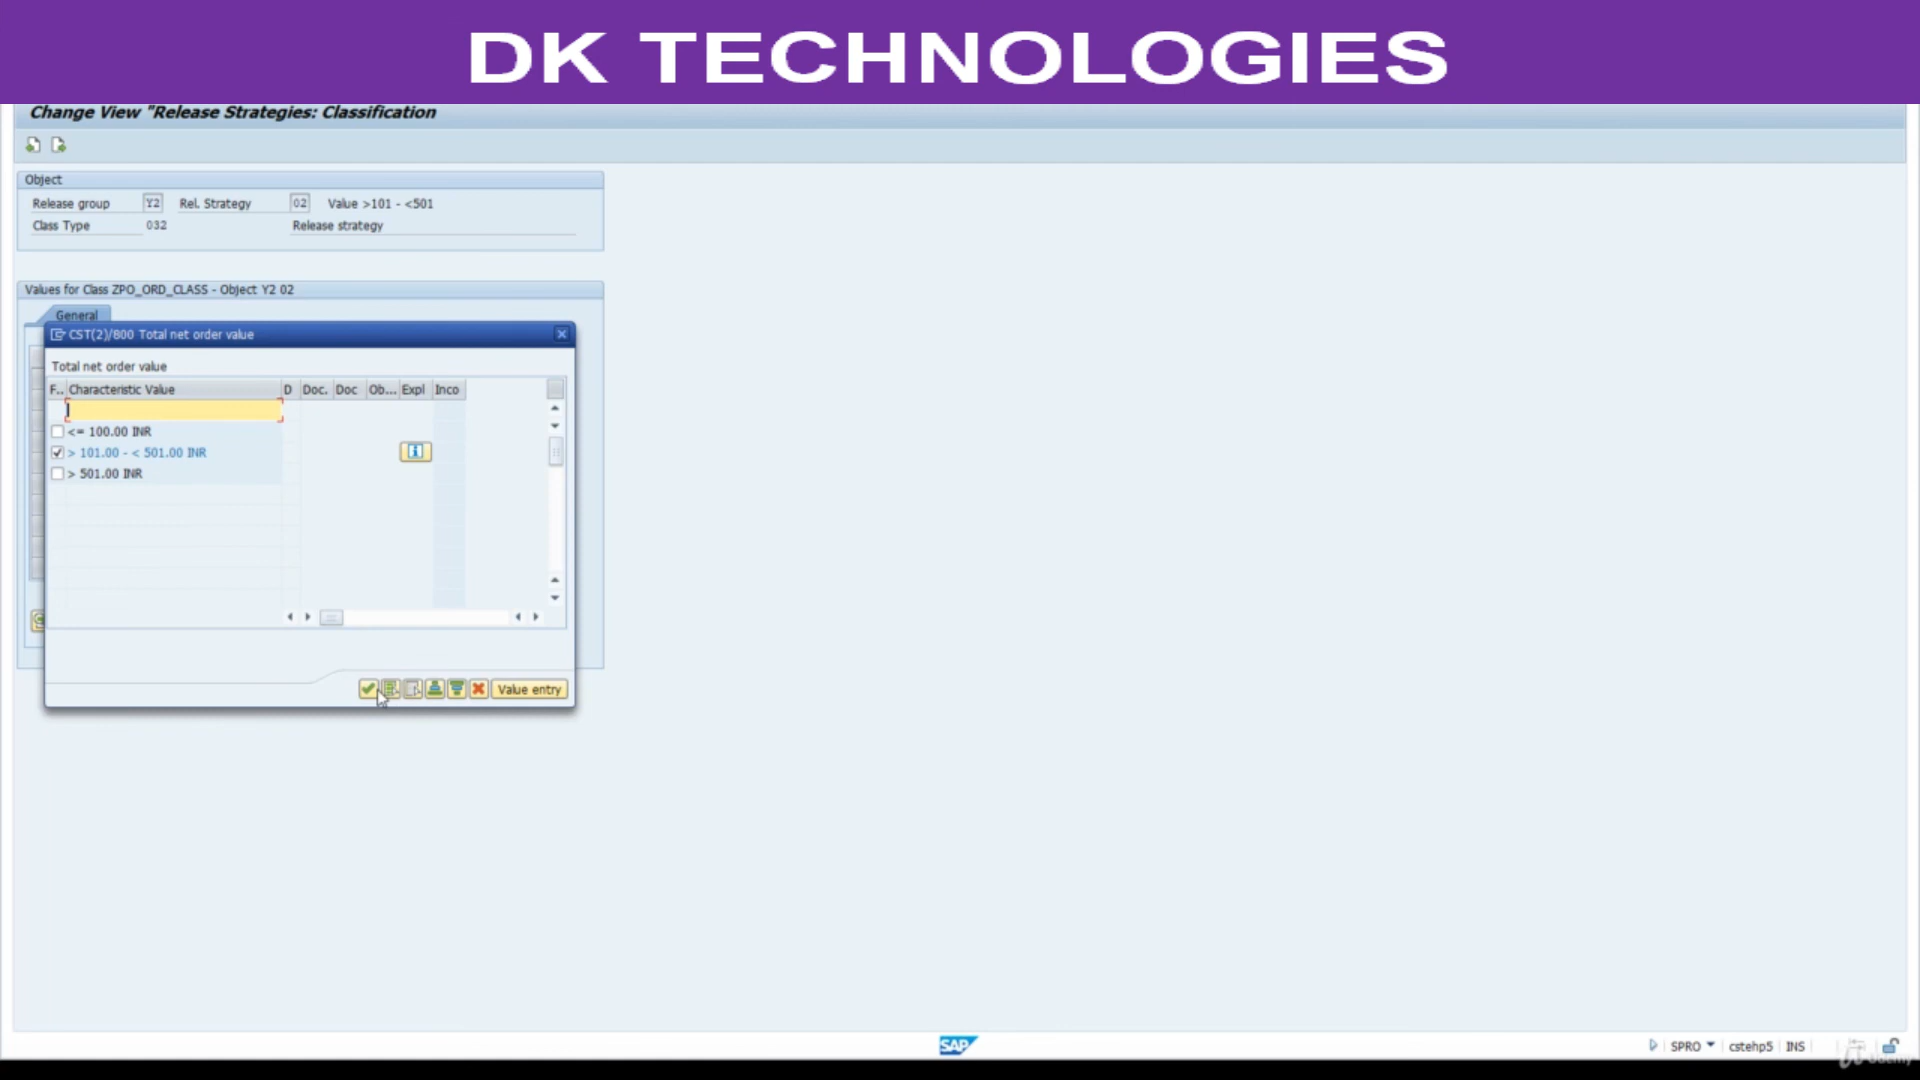 DK TECHNOLOGIES
Change View "Release Strategies: Classification
Object
Release group Y2 Rel. Strategy 02 Value >101 - <501
Class Type 032 Release strategy
Values for Class ZPO_ORD_CLASS - Object Y2 02
General
CST(2)/800 Total net order value
Total net order value
F.. Characteristic Value D Doc. Doc Ob... Expl Inco
<= 100.00 INR
> 101.00 - < 501.00 INR
> 501.00 INR
Value entry
SAP
SPRO cstehp5 INS
Udemy